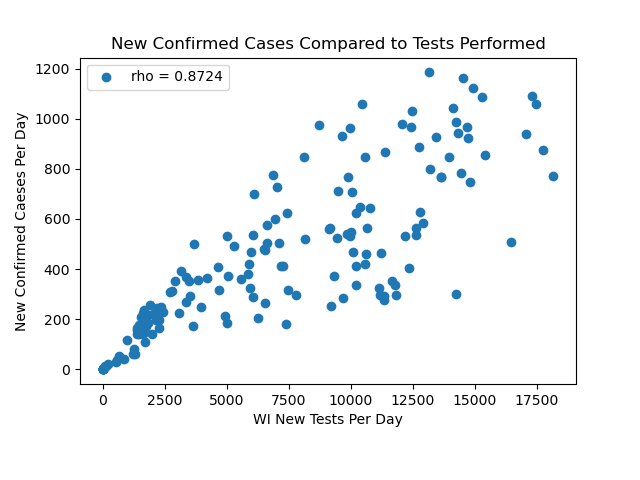 New Confirmed Cases Compared to Tests Performed
rho = 0.8724
1200
1000
800
600
400
200
0
New Confirmed Caeses Per Day
0 2500 5000 7500 10000 12500 15000 17500
WI New Tests Per Day